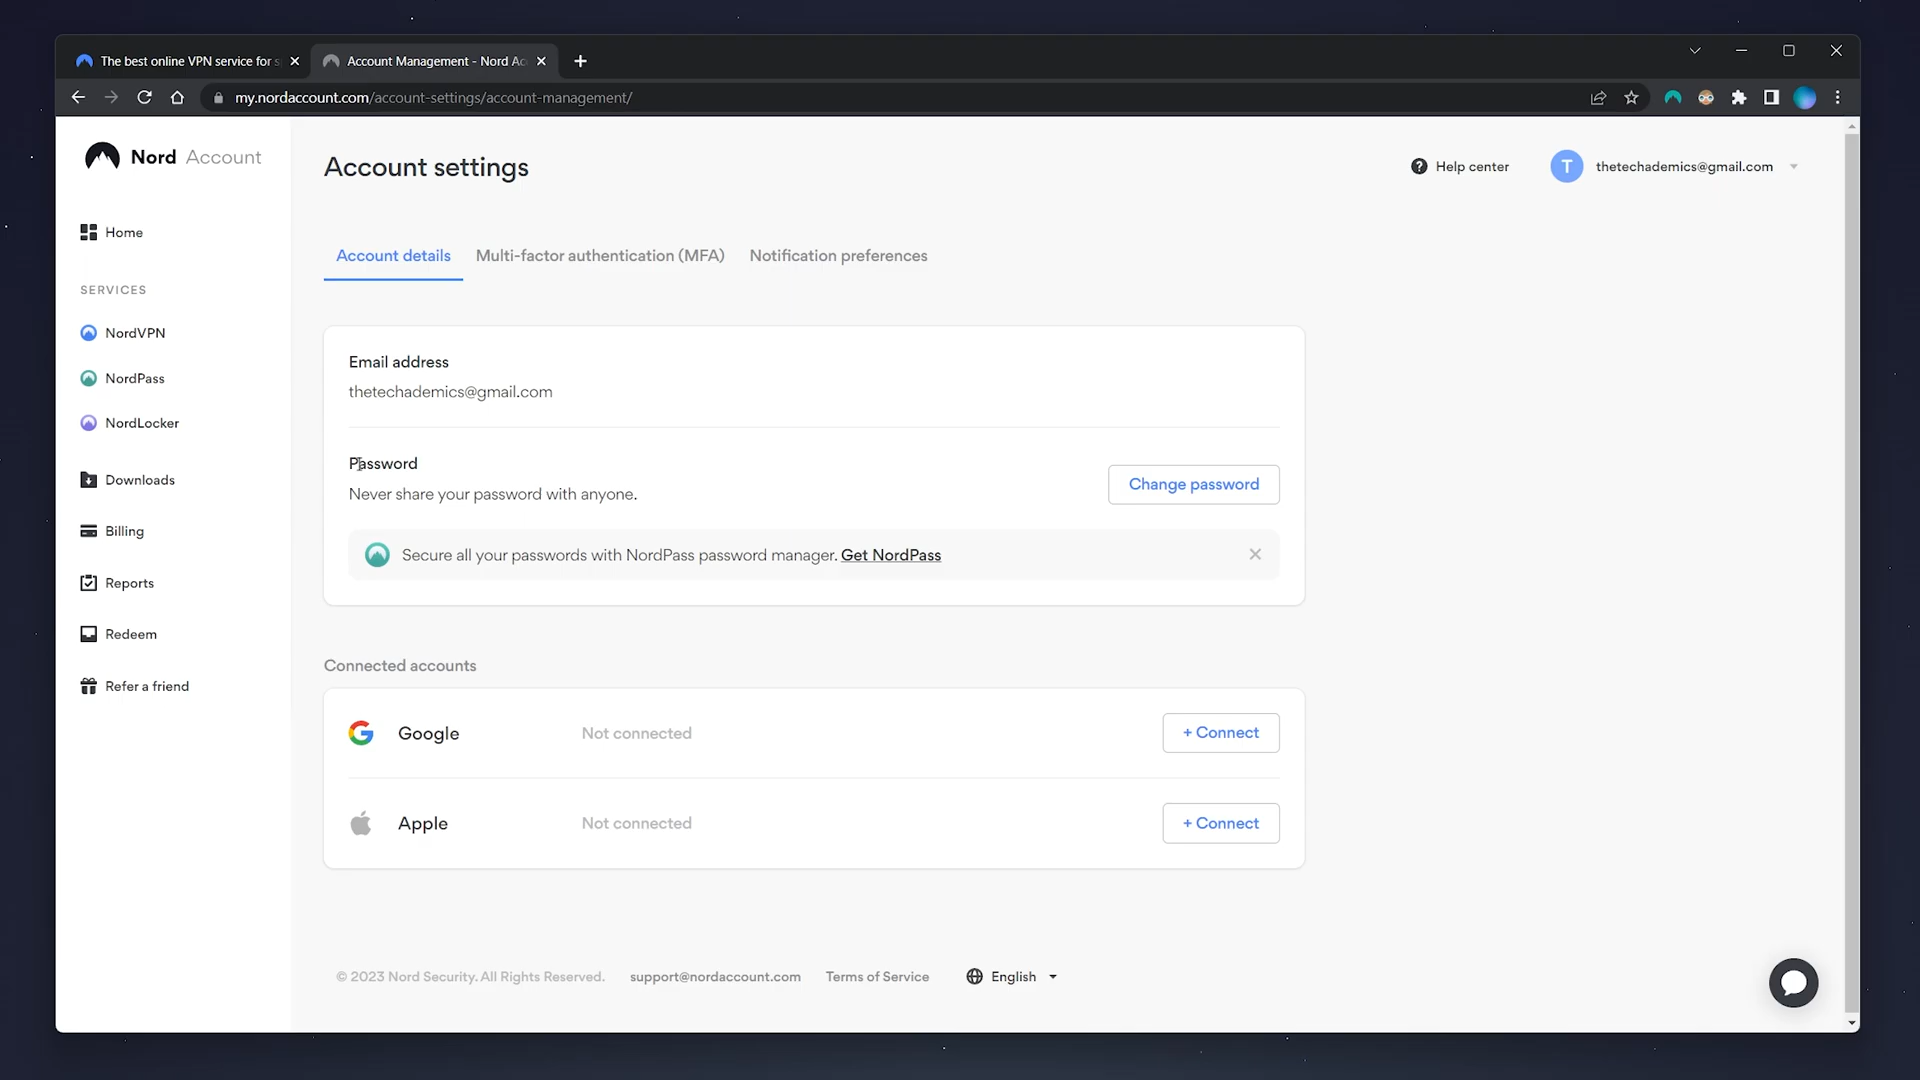 The best online VPN service for s
Account Management - Nord Ac
my.nordaccount.com/account-settings/account-management/
Nord Account
Account settings
Help center
T
thetechademics@gmail.com
Home
SERVICES
NordVPN
NordPass
NordLocker
Downloads
Billing
Reports
Redeem
Refer a friend
Account details
Multi-factor authentication (MFA)
Notification preferences
Email address
thetechademics@gmail.com
Password
Never share your password with anyone.
Change password
Secure all your passwords with NordPass password manager. Get NordPass
Connected accounts
Google
Not connected
+ Connect
Apple
Not connected
+ Connect
© 2023 Nord Security. All Rights Reserved.
support@nordaccount.com
Terms of Service
English